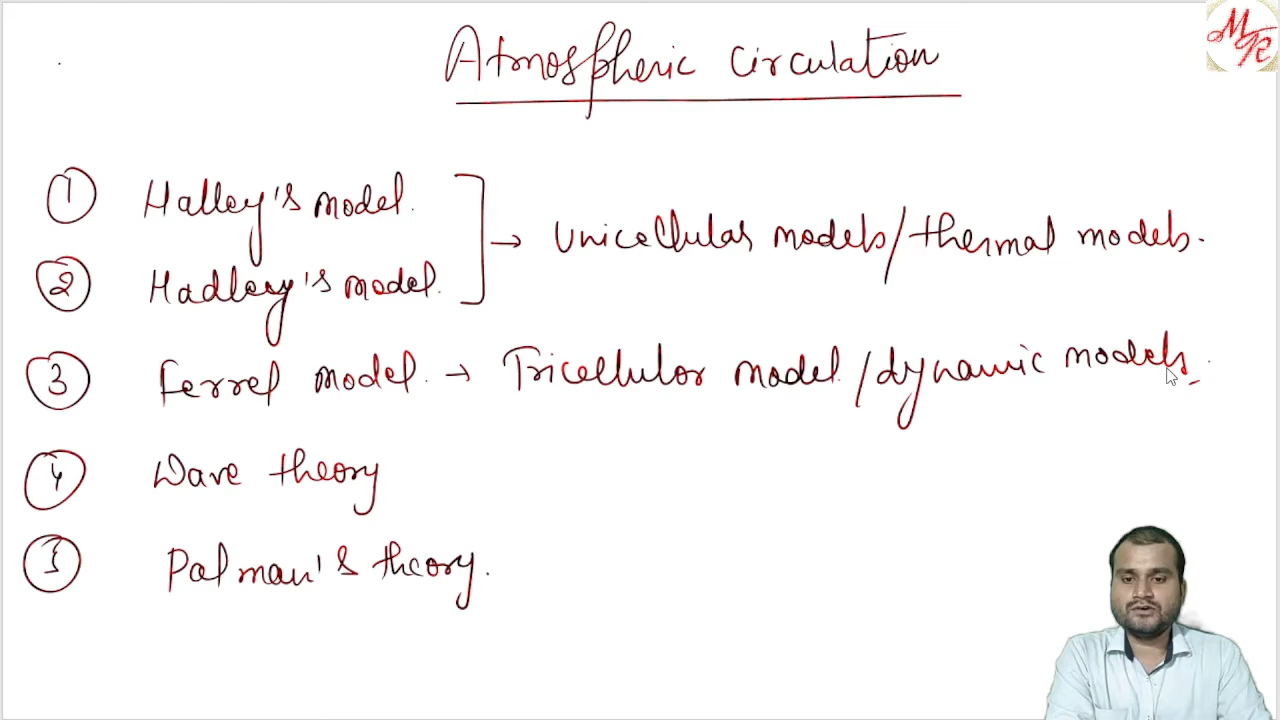 Atmospheric circulation
MR
1 Halley's model.
2 Hadley's model.
→ Unicellular models/thermal models.
3 Ferrel model. → Tricellular model/dynamic models.
4 Wave theory
5 Palman's theory.